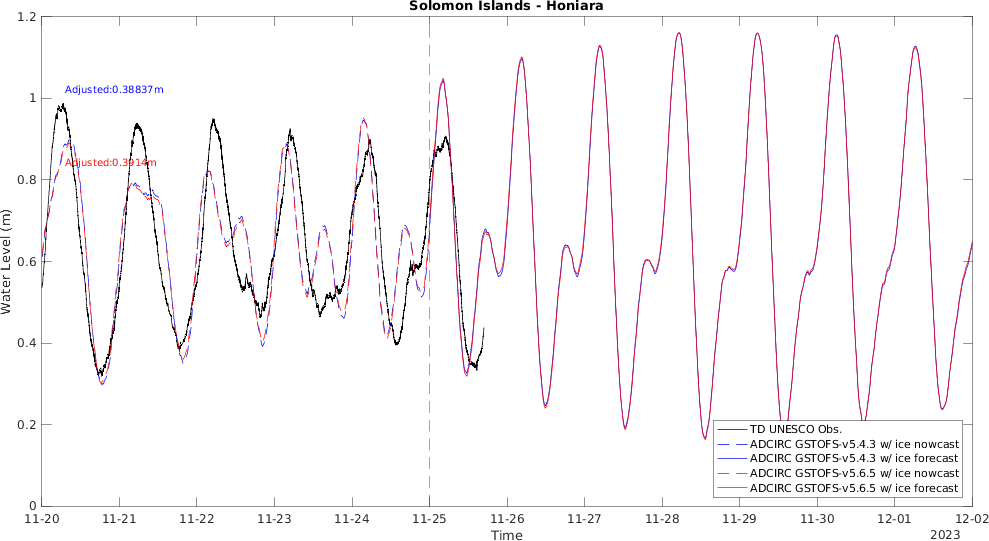 Solomon Islands - Honiara
1.2
1
0.8
0.6
0.4
0.2
0
Water Level (m)
Adjusted:0.38837m
Adjusted:0.3914m
TD UNESCO Obs.
ADCIRC GSTOFS-v5.4.3 w/ ice nowcast
ADCIRC GSTOFS-v5.4.3 w/ ice forecast
ADCIRC GSTOFS-v5.6.5 w/ ice nowcast
ADCIRC GSTOFS-v5.6.5 w/ ice forecast
11-20 11-21 11-22 11-23 11-24 11-25 11-26 11-27 11-28 11-29 11-30 12-01 12-02
Time
2023